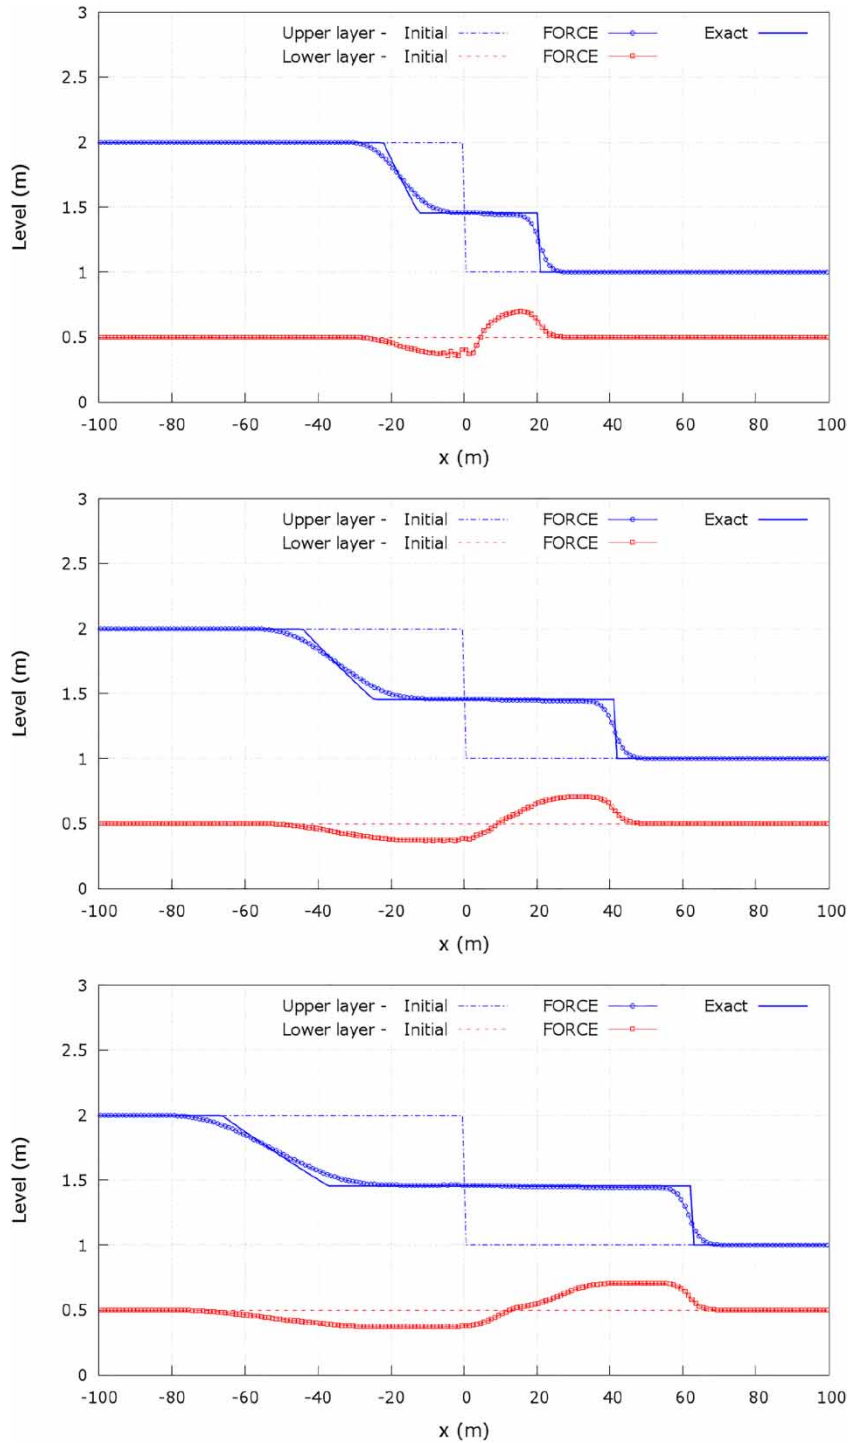 3
Upper layer - Initial FORCE Exact
Lower layer - Initial FORCE
2.5
2
Level (m)
1.5
1
0.5
0
-100 -80 -60 -40 -20 0 20 40 60 80 100
x (m)
3
Upper layer - Initial FORCE Exact
Lower layer - Initial FORCE
2.5
2
Level (m)
1.5
1
0.5
0
-100 -80 -60 -40 -20 0 20 40 60 80 100
x (m)
3
Upper layer - Initial FORCE Exact
Lower layer - Initial FORCE
2.5
2
Level (m)
1.5
1
0.5
0
-100 -80 -60 -40 -20 0 20 40 60 80 100
x (m)